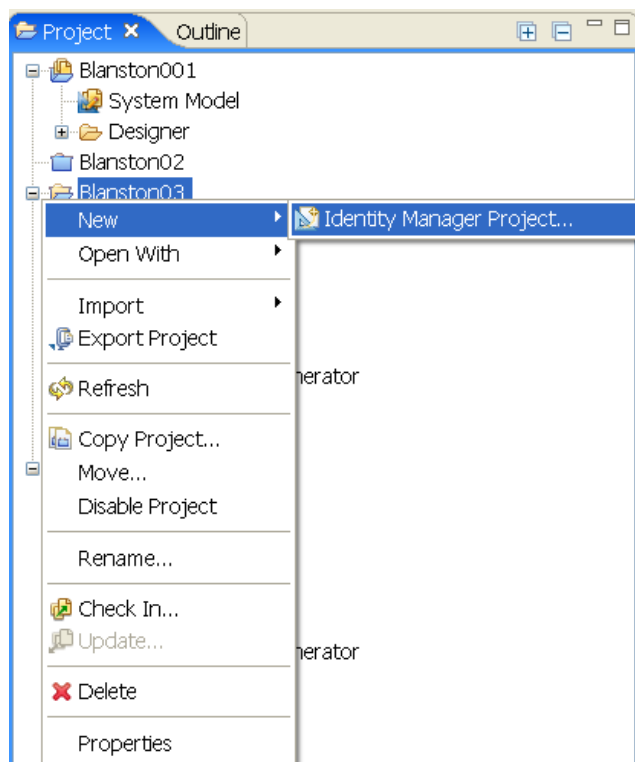 Project Outline
Blanston001
System Model
Designer
Blanston02
Blanston03
New Identity Manager Project...
Open With
Import
Export Project
nerator
Refresh
Copy Project...
Move...
Disable Project
Rename...
Check In...
Update...
nerator
Delete
Properties